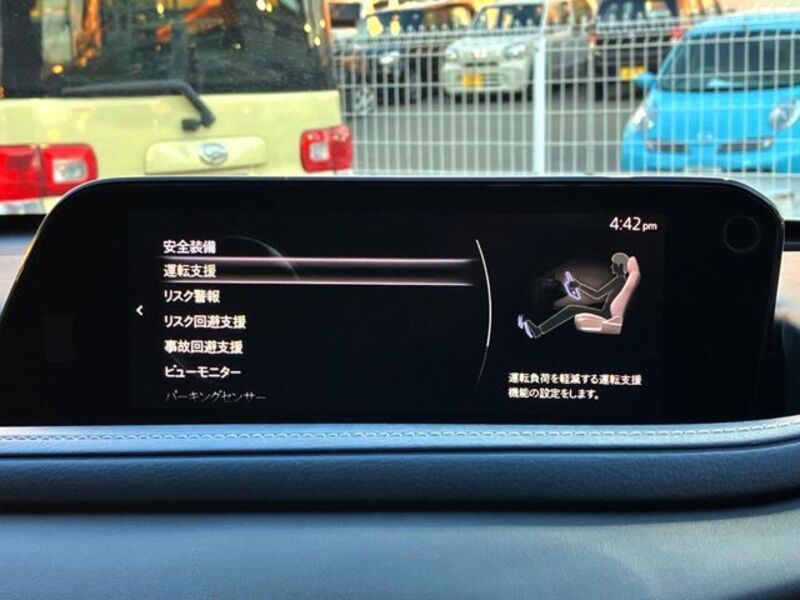 4:42pm
安全装備
運転支援
リスク警報
リスク回避支援
事故回避支援
ビューモニター
パーキングセンサー
運転負荷を軽減する運転支援
機能の設定をします。